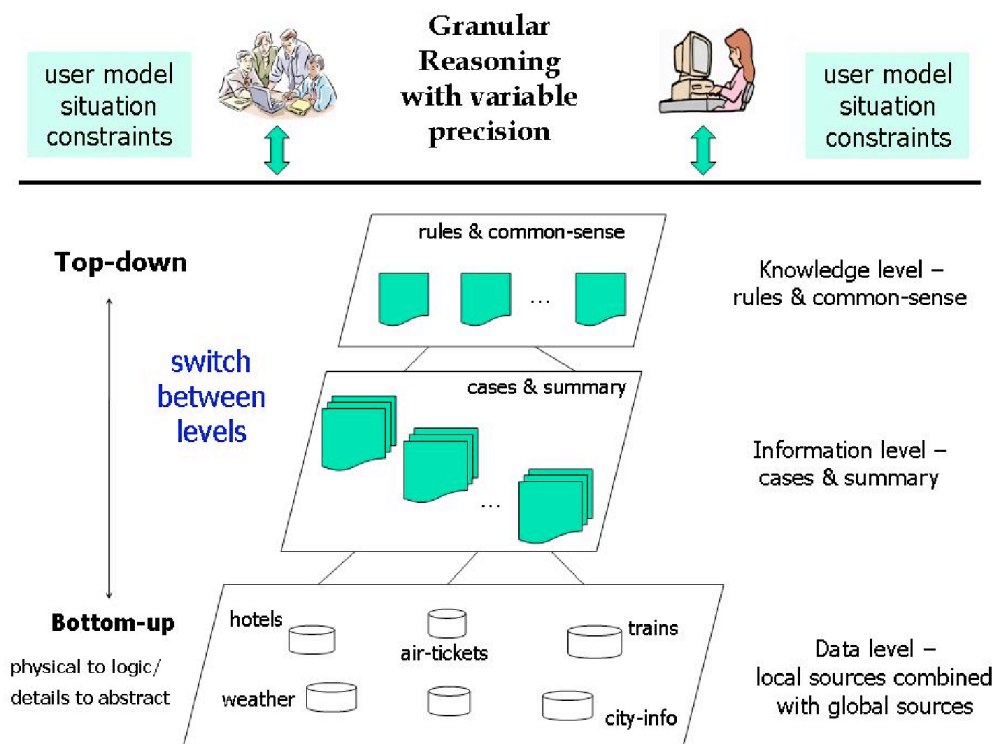 Granular
Reasoning
with variable
precision
user model
situation
constraints
user model
situation
constraints
Top-down
switch
between
levels
Bottom-up
physical to logic/
details to abstract
rules & common-sense
...
cases & summary
...
hotels
air-tickets
trains
weather
city-info
Knowledge level –
rules & common-sense
Information level –
cases & summary
Data level –
local sources combined
with global sources